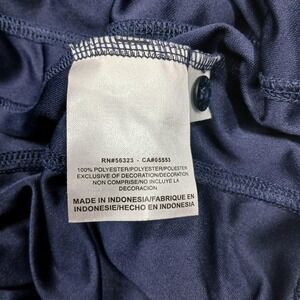 RN#56323 - CA#05553
100% POLYESTER/POLYESTER/POLIESTER
EXCLUSIVE OF DECORATION/DECORATION
NON COMPRISE/NO INCLUYE LA
DECORACIÓN
MADE IN INDONESIA/FABRIQUE EN
INDONESIE/HECHO EN INDONESIA